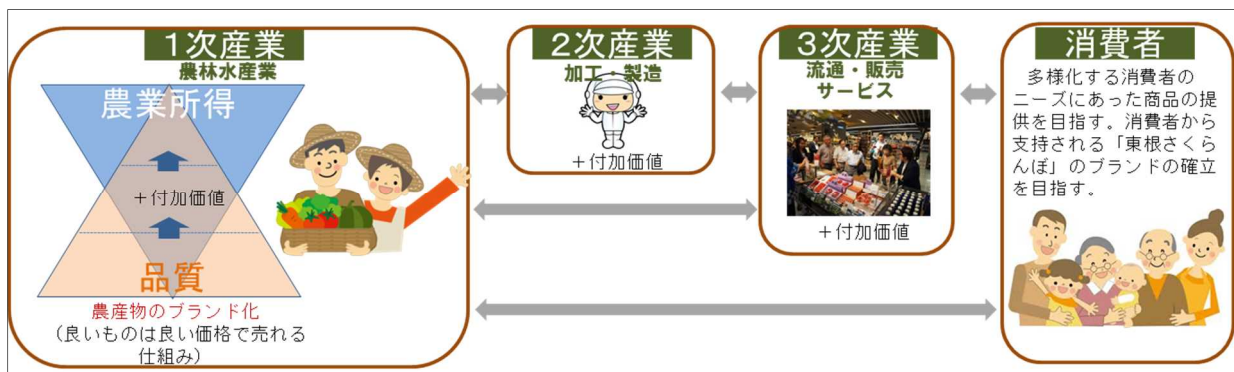 1次産業
農林水産業
農業所得
＋付加価値
品質
農産物のブランド化
（良いものは良い価格で売れる
仕組み）
2次産業
加工・製造
＋付加価値
3次産業
流通・販売
サービス
＋付加価値
消費者
多様化する消費者の
ニーズにあった商品の提
供を目指す。消費者から
支持される「東根さくら
んぼ」のブランドの確立
を目指す。